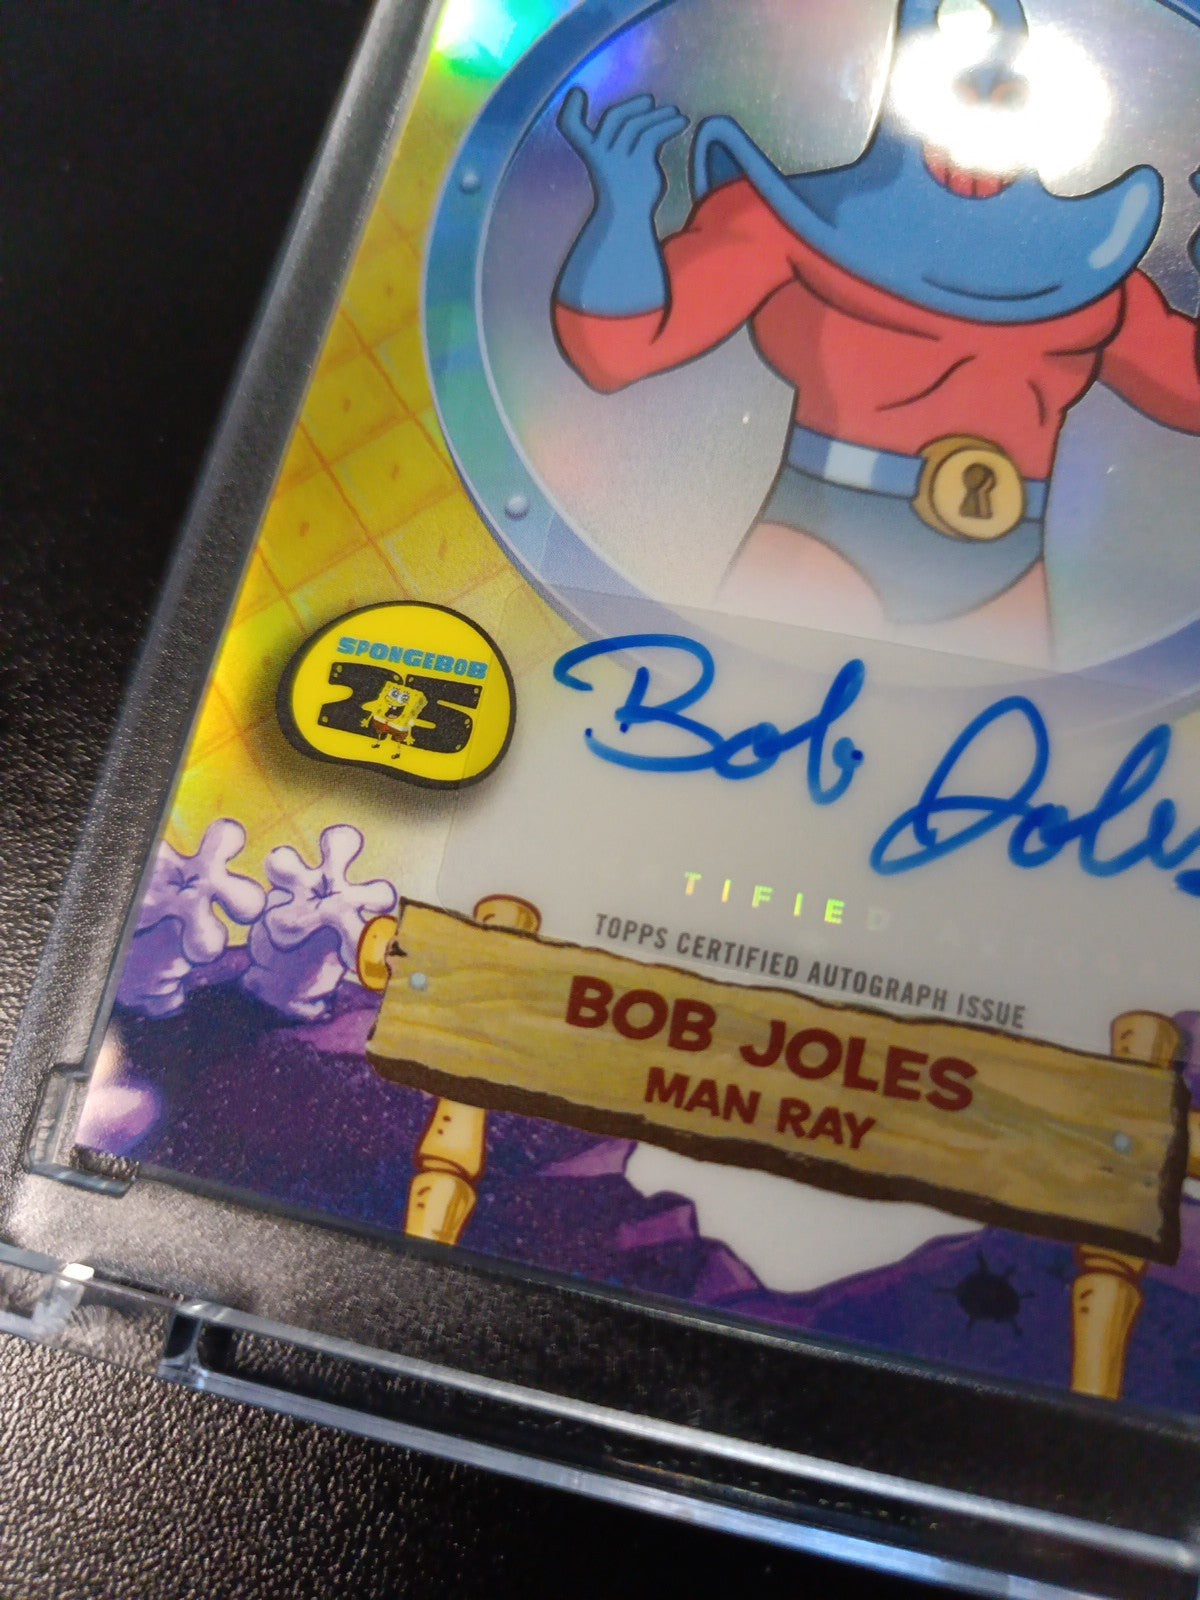 SPONGEBOB
25
Bob Joles
TIFIED
TOPPS CERTIFIED AUTOGRAPH ISSUE
BOB JOLES
MAN RAY